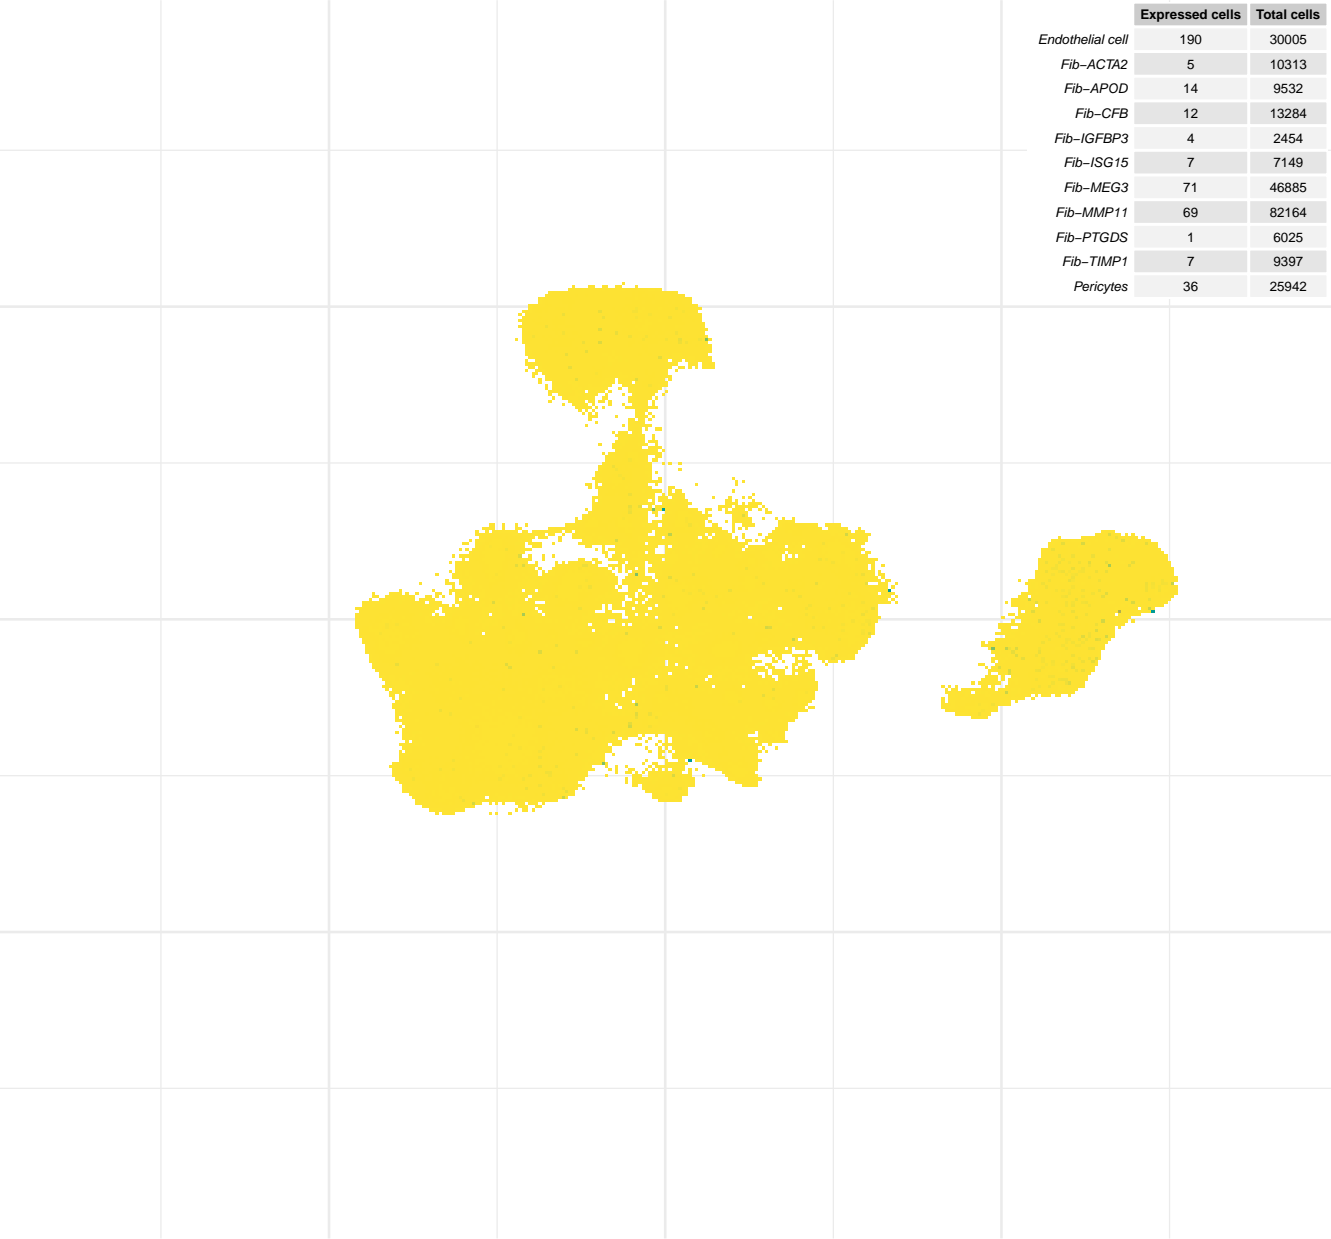 Expressed cells Total cells
Endothelial cell 190 30005
Fib−ACTA2 5 10313
Fib−APOD 14 9532
Fib−CFB 12 13284
Fib−IGFBP3 4 2454
Fib−ISG15 7 7149
Fib−MEG3 71 46885
Fib−MMP11 69 82164
Fib−PTGDS 1 6025
Fib−TIMP1 7 9397
Pericytes 36 25942